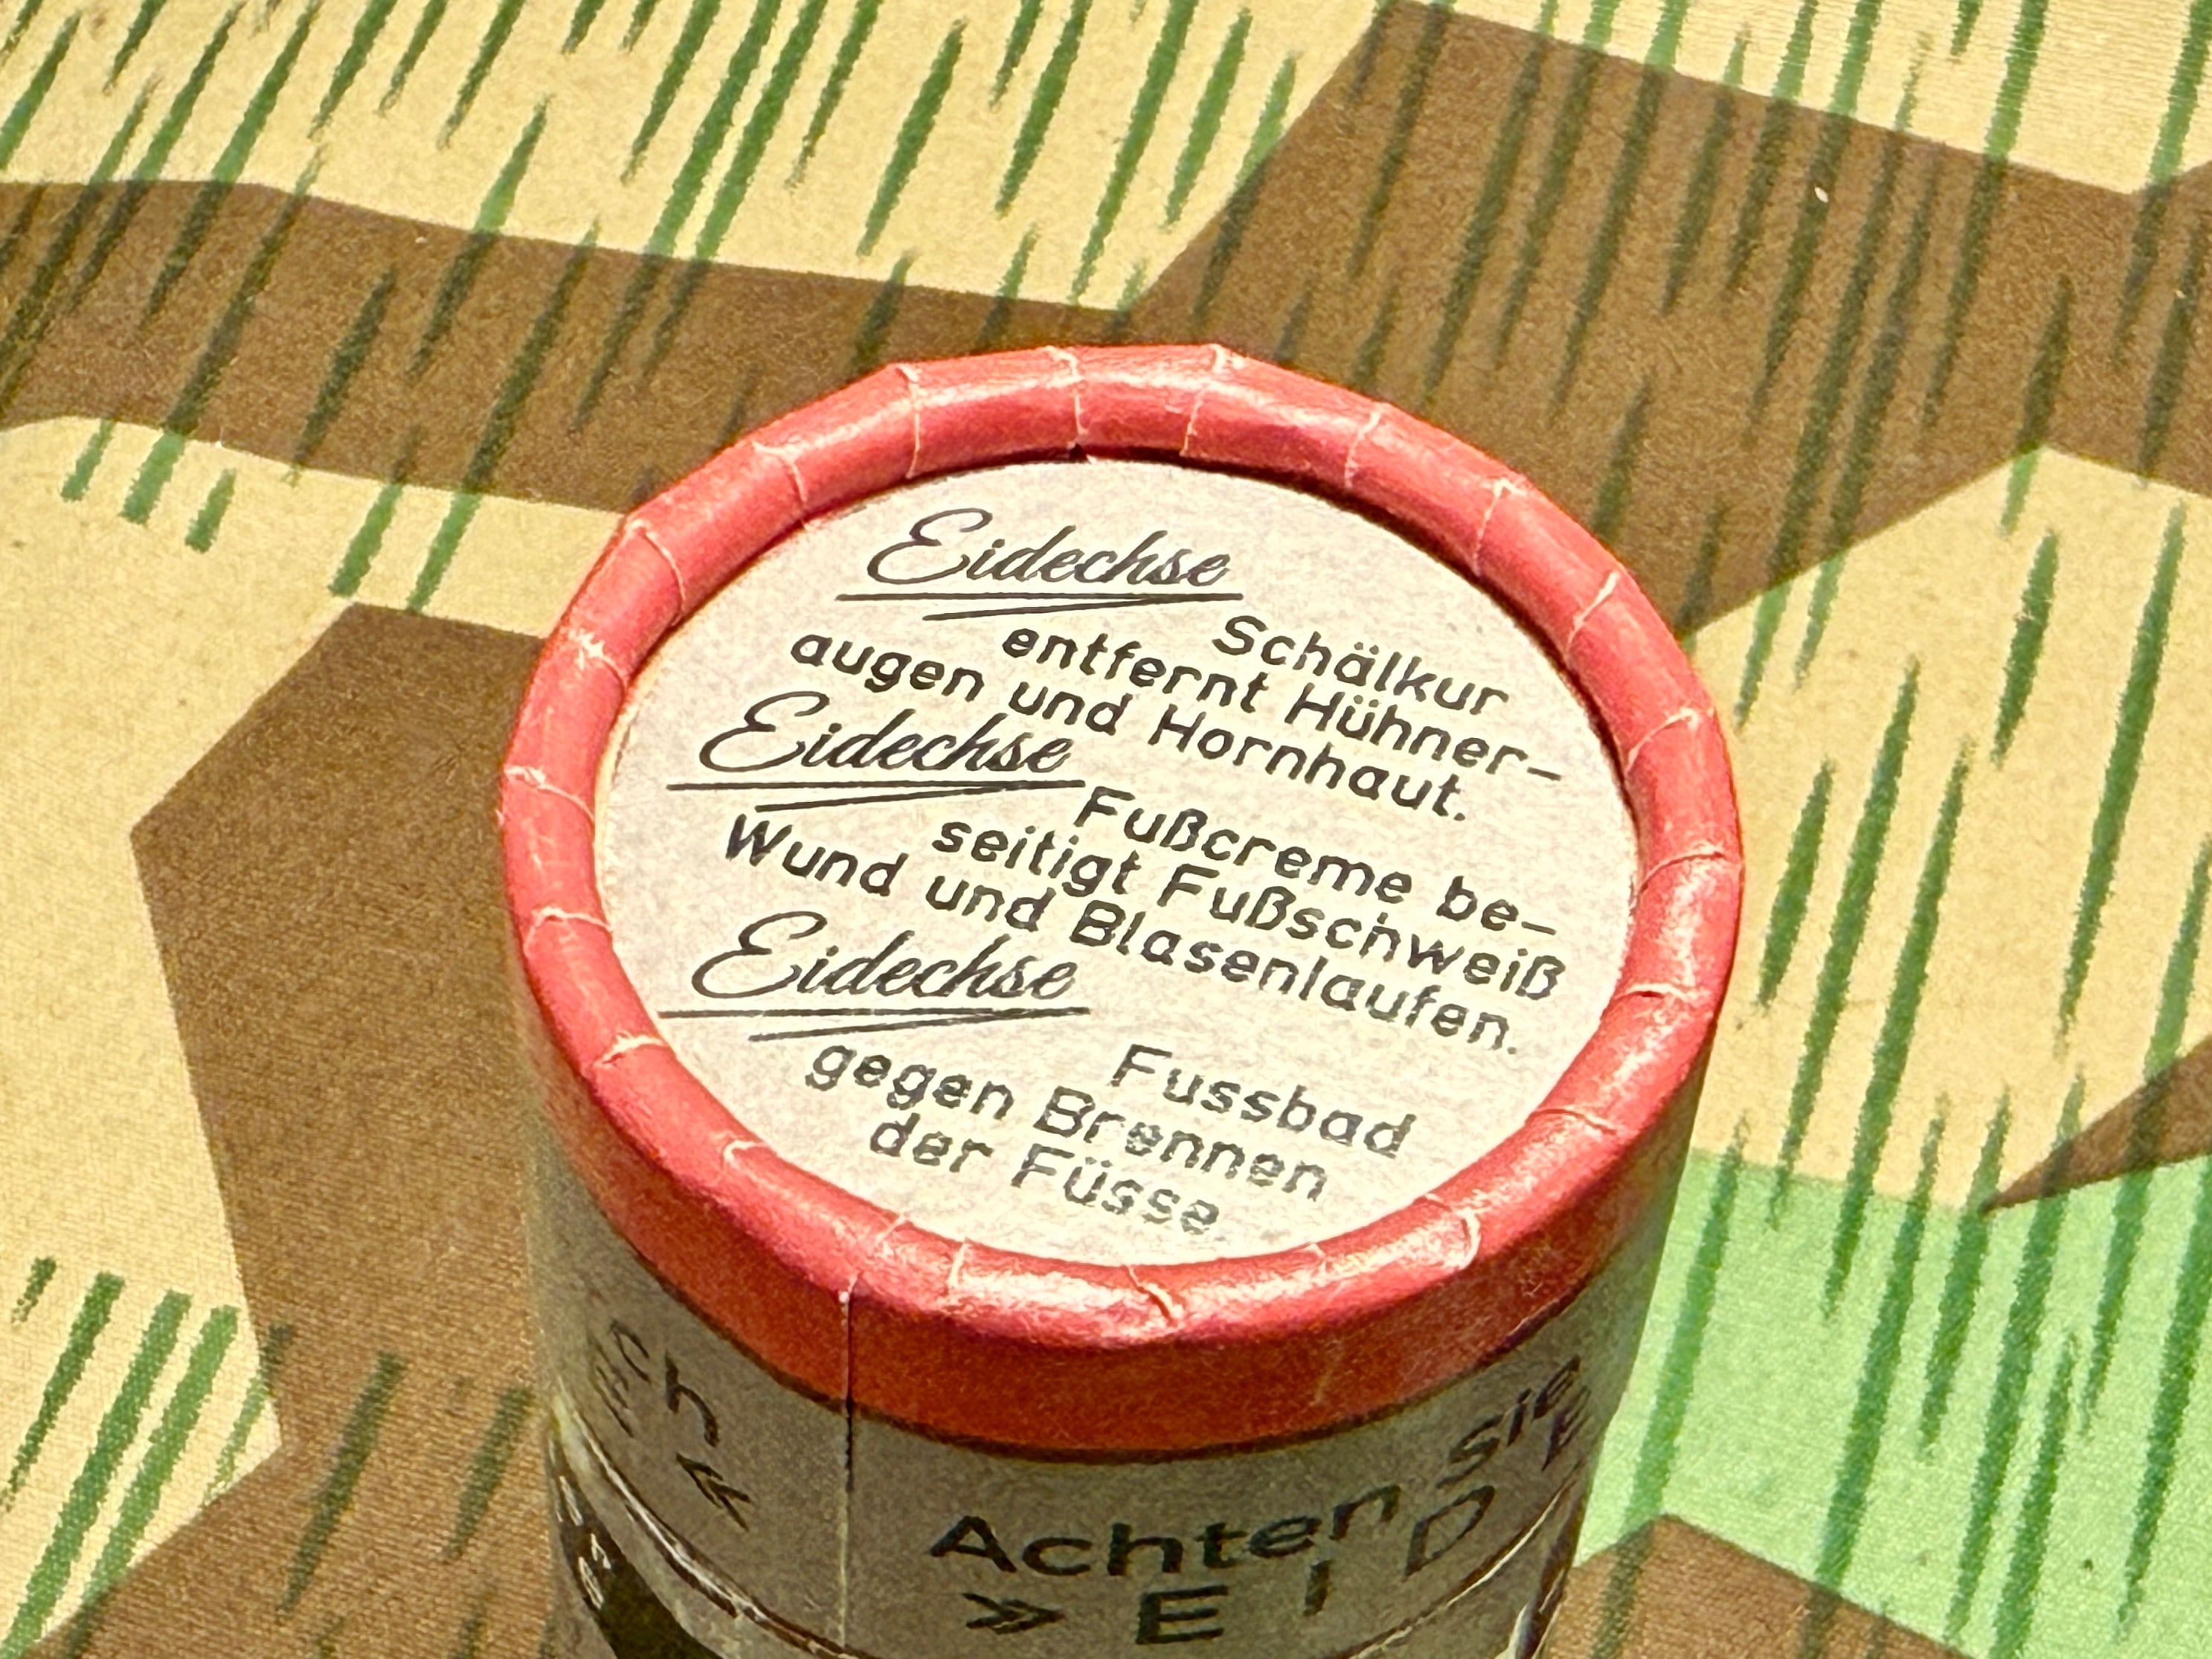 Eidechse
Schälkur
entfernt Hühner-
augen und Hornhaut.
Eidechse
Fußcreme be-
seitigt Fußschweiß
Wund und Blasenlaufen.
Eidechse
Fussbad
gegen Brennen
der Füsse.
ch «
Achten Sie
» E I D